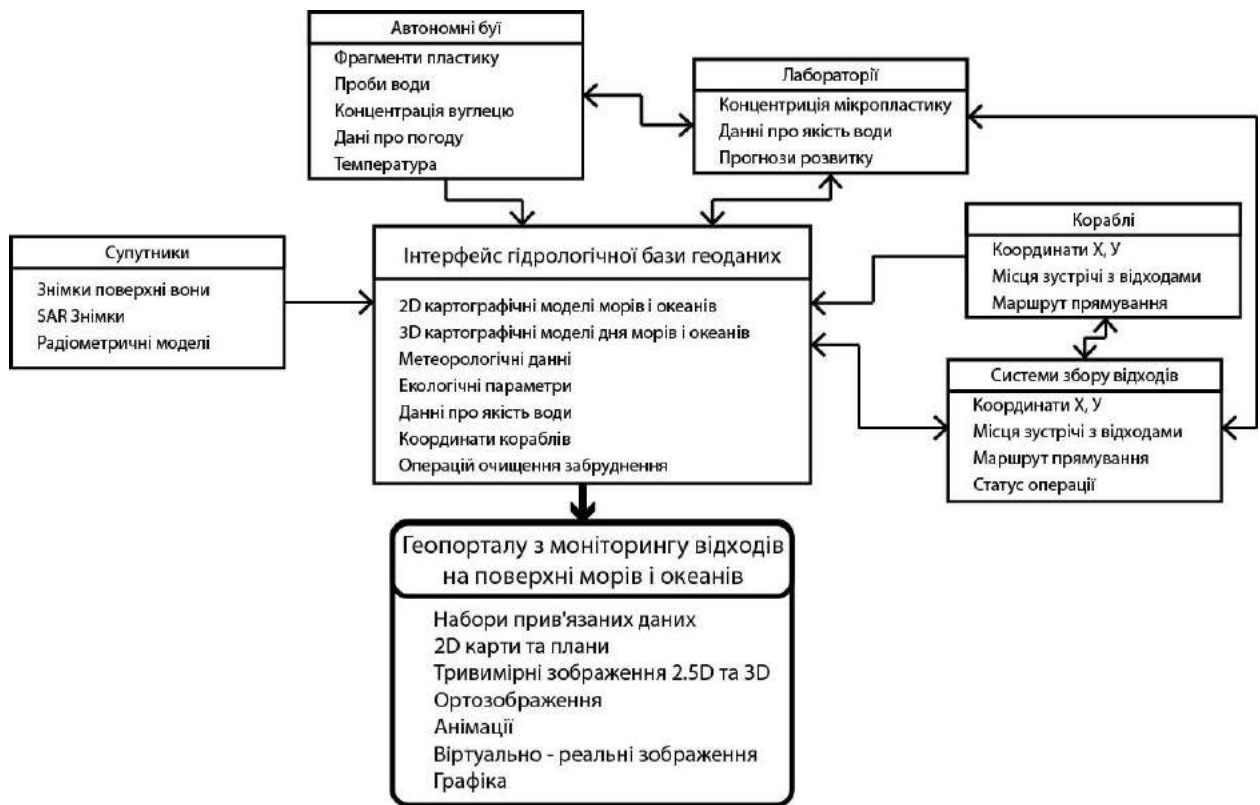 Автономні буї
Фрагменти пластику
Проби води
Концентрація вуглецю
Дані про погоду
Температура
Лабораторії
Концентриція мікропластику
Данні про якість води
Прогнози розвитку
Супутники
Знімки поверхні вони
SAR Знімки
Радіометричні моделі
Інтерфейс гідрологічної бази геоданих
2D картографічні моделі морів і океанів
3D картографічні моделі дня морів і океанів
Метеорологічні данні
Екологічні параметри
Данні про якість води
Координати кораблів
Операцій очищення забруднення
Кораблі
Координати Х, У
Місця зустрічі з відходами
Маршрут прямування
Системи збору відходів
Координати Х, У
Місця зустрічі з відходами
Маршрут прямування
Статус операції
Геопорталу з моніторингу відходів
на поверхні морів і океанів
Набори прив'язаних даних
2D карти та плани
Тривимірні зображення 2.5D та 3D
Ортозображення
Анімації
Віртуально - реальні зображення
Графіка